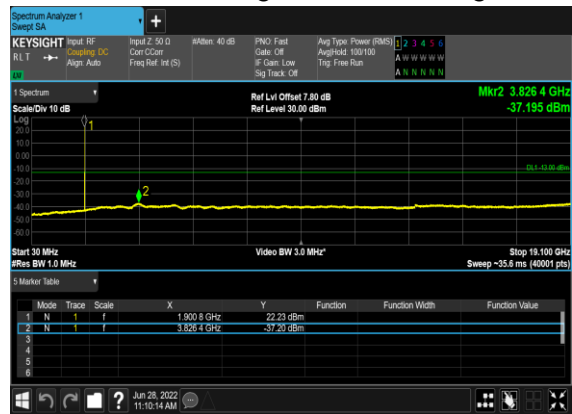 Spectrum Analyzer 1
Swept SA
+
KEYSIGHT Input: RF Input Z: 50 Ω #Atten: 40 dB PNO: Fast Avg Type: Power (RMS) 1 2 3 4 5 6
RLT Coupling: DC Corr CCorr Gate: Off Avg|Hold: 100/100 A W W W W W
Align: Auto Freq Ref: Int (S) IF Gain: Low Trig: Free Run
Sig Track: Off A N N N N N
1 Spectrum
Scale/Div 10 dB
Ref Lvl Offset 7.80 dB
Ref Level 30.00 dBm
Mkr2 3.826 4 GHz
-37.195 dBm
Log
20.0
10.0
0.00
-10.0
-20.0
-30.0
-40.0
-50.0
-60.0
1
2
DL1 -13.00 dBm
Start 30 MHz Video BW 3.0 MHz* Stop 19.100 GHz
#Res BW 1.0 MHz Sweep ~35.6 ms (40001 pts)
5 Marker Table
Mode Trace Scale X Y Function Function Width Function Value
1 N 1 f 1.900 8 GHz 22.23 dBm
2 N 1 f 3.826 4 GHz -37.20 dBm
3
4
5
6
? Jun 28, 2022
11:10:14 AM